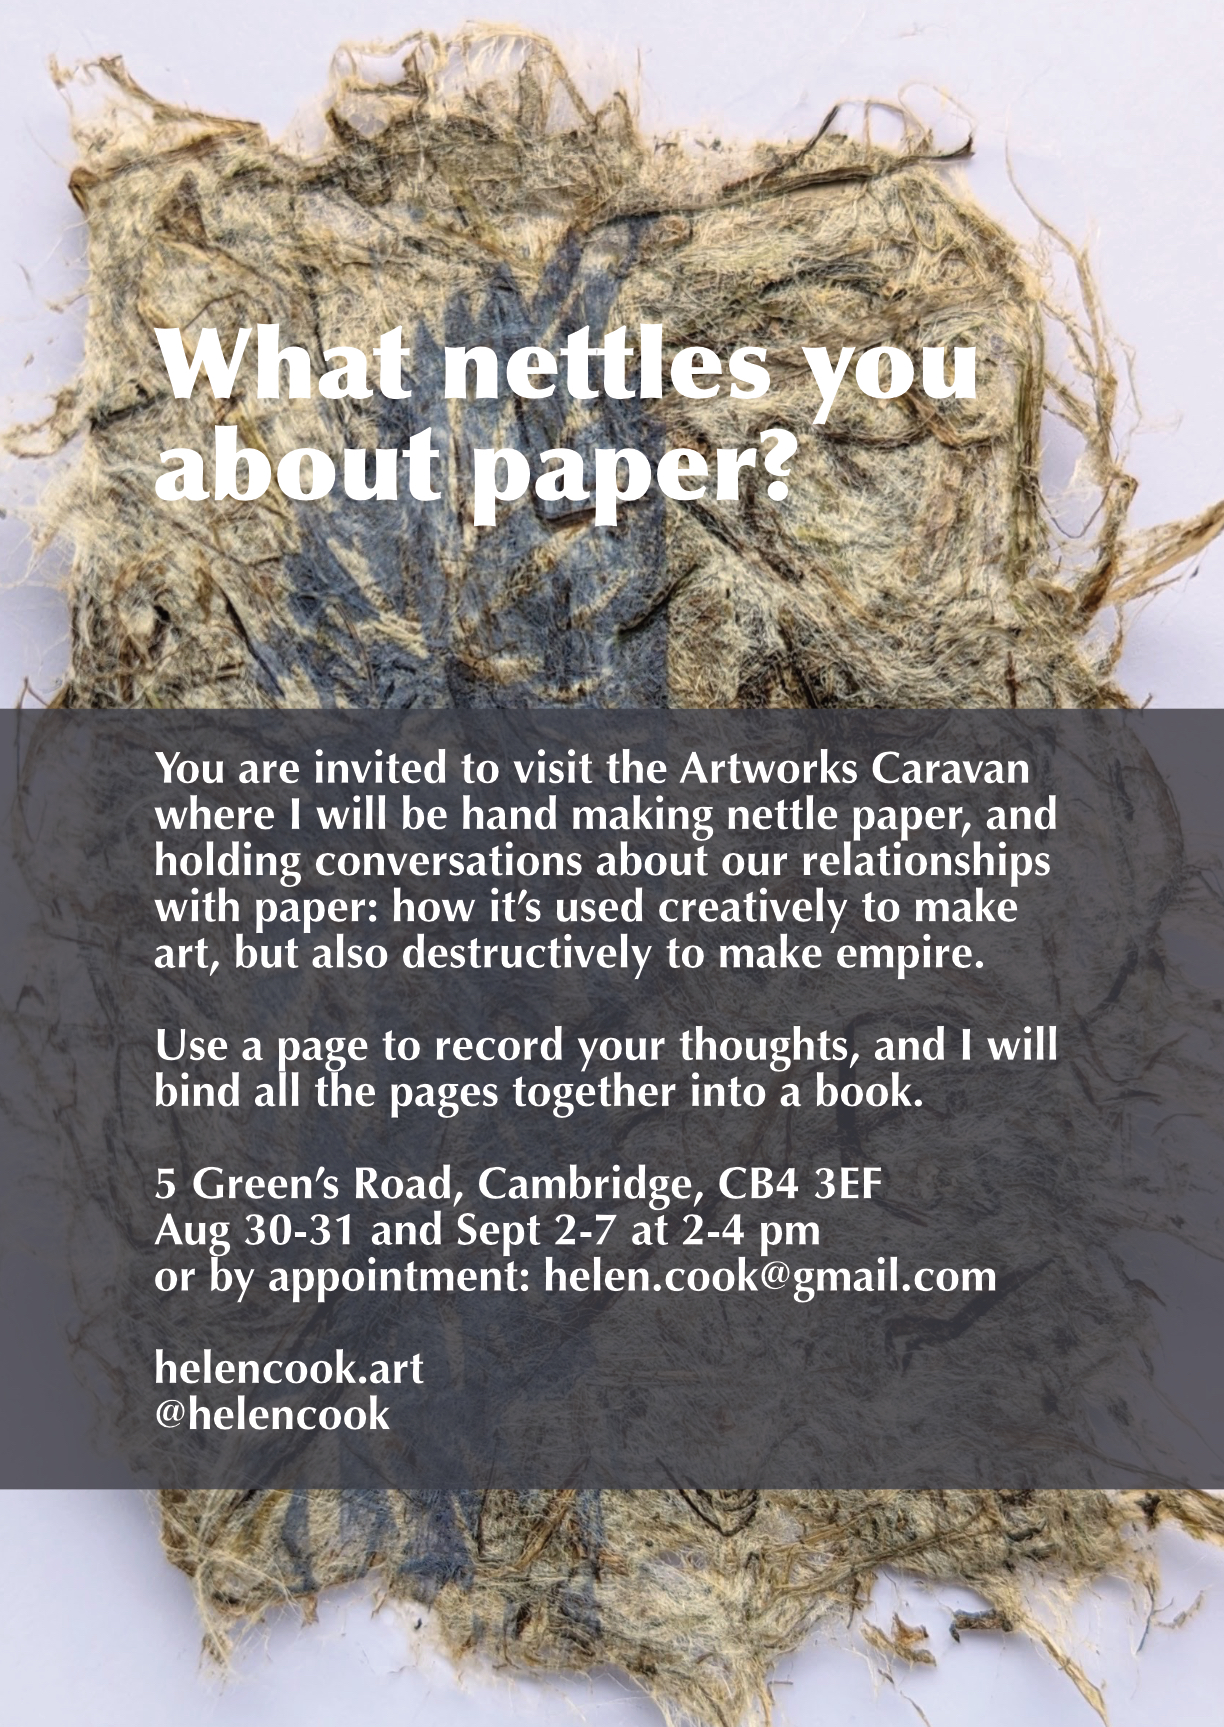 What nettles you
about paper?
You are invited to visit the Artworks Caravan
where I will be hand making nettle paper, and
holding conversations about our relationships
with paper: how it’s used creatively to make
art, but also destructively to make empire.
Use a page to record your thoughts, and I will
bind all the pages together into a book.
5 Green’s Road, Cambridge, CB4 3EF
Aug 30-31 and Sept 2-7 at 2-4 pm
or by appointment: helen.cook@gmail.com
helencook.art
@helencook